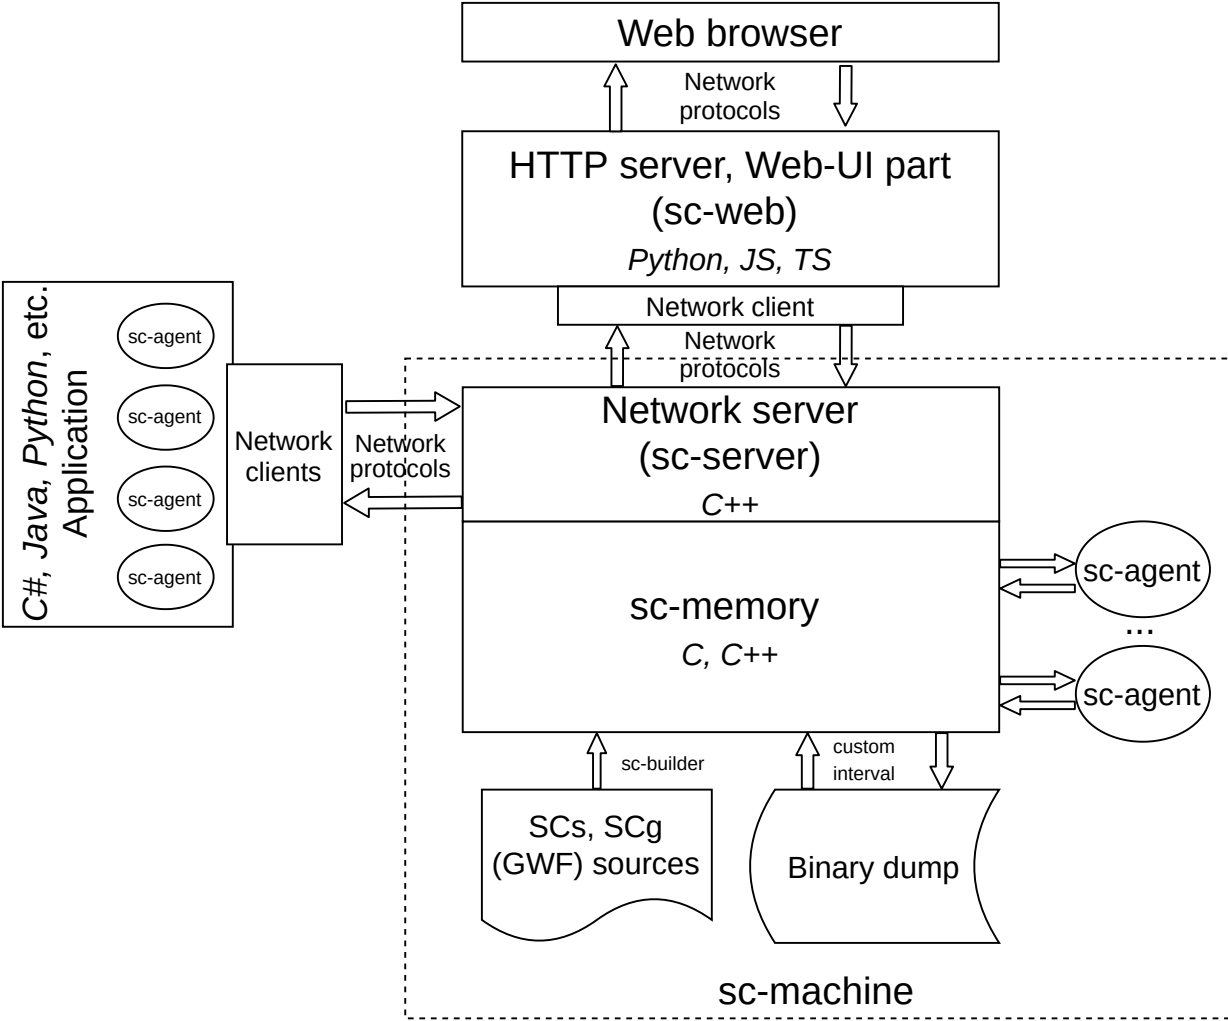 Web browser
Network
protocols
HTTP server, Web-UI part
(sc-web)
Python, JS, TS
Network client
Network
protocols
C#, Java, Python, etc.
Application
sc-agent
sc-agent
sc-agent
sc-agent
Network
clients
Network
protocols
Network server
(sc-server)
C++
sc-memory
C, C++
sc-agent
...
sc-agent
sc-builder
custom
interval
SCs, SCg
(GWF) sources
Binary dump
sc-machine